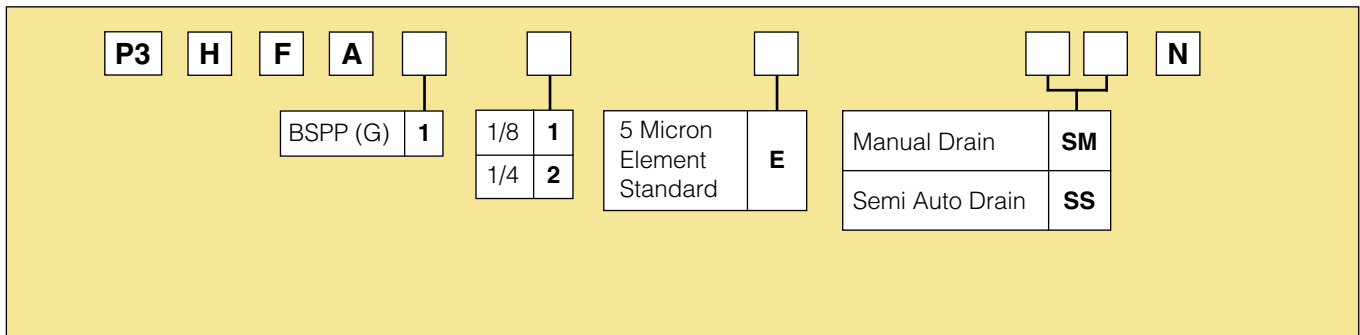 P3 H F A N
BSPP (G) 1
1/8 1
1/4 2
5 Micron
Element
Standard
E
Manual Drain SM
Semi Auto Drain SS